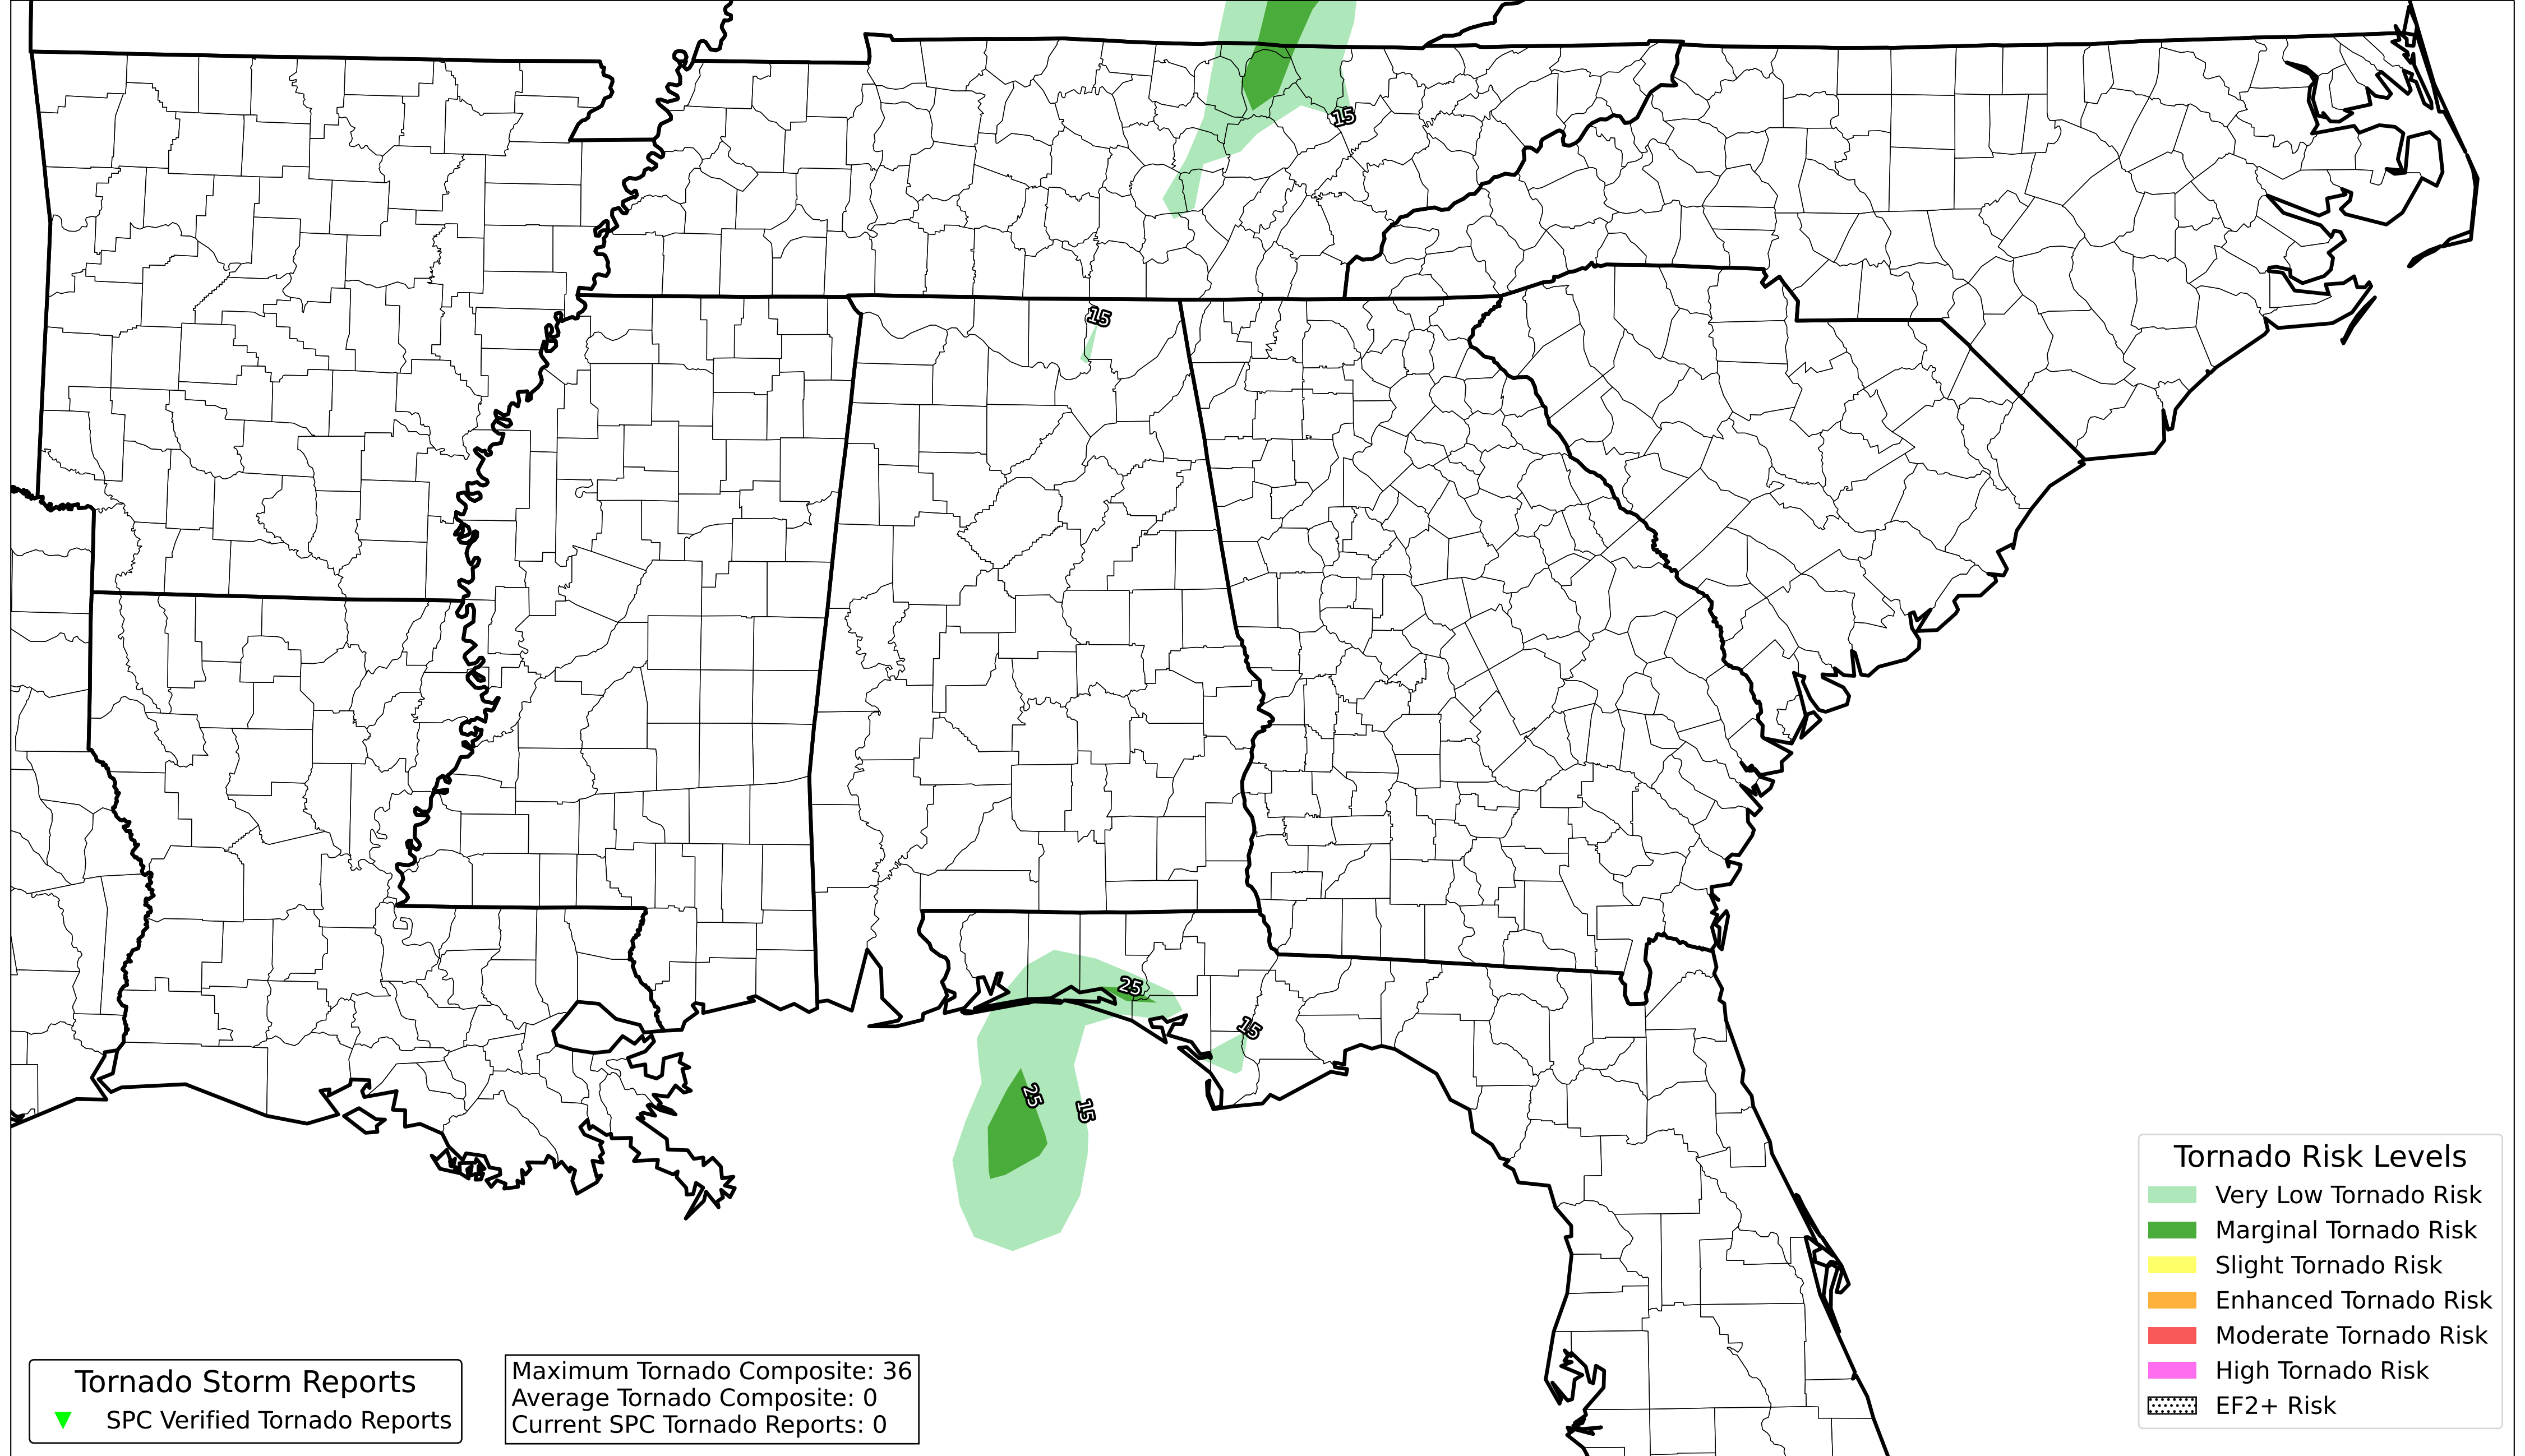 15
15
25
15
25
15
Tornado Risk Levels
Very Low Tornado Risk
Marginal Tornado Risk
Slight Tornado Risk
Enhanced Tornado Risk
Moderate Tornado Risk
High Tornado Risk
EF2+ Risk
Tornado Storm Reports
SPC Verified Tornado Reports
Maximum Tornado Composite: 36
Average Tornado Composite: 0
Current SPC Tornado Reports: 0